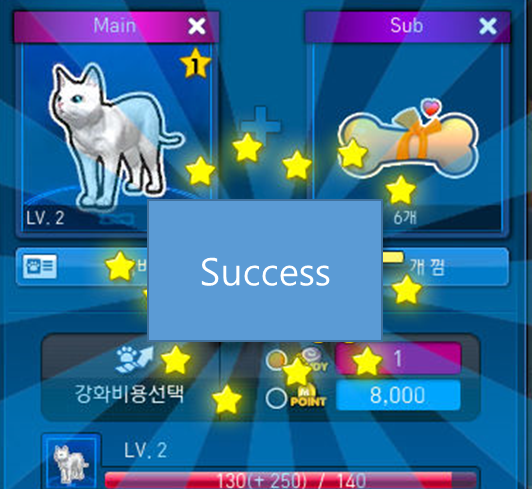 Main
Sub
1
LV. 2
6개
Success
개 껌
1
강화비용선택
POINT
8,000
LV. 2
130(+ 250) / 140